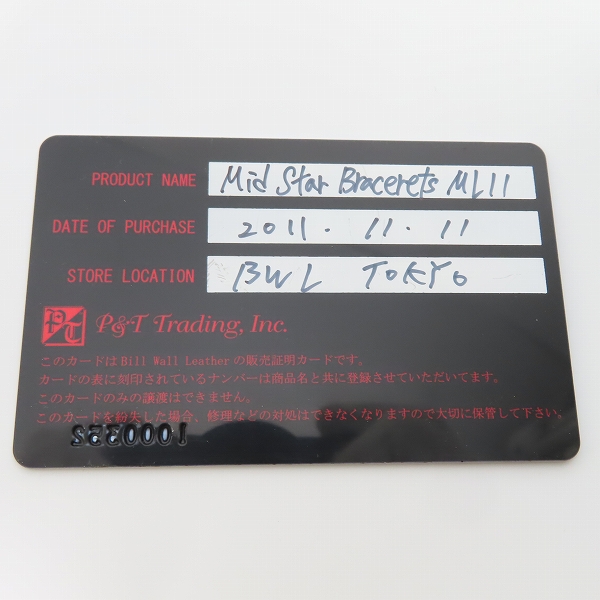 PRODUCT NAME Mid Star Bracerets ML11
DATE OF PURCHASE 2011. 11. 11
STORE LOCATION BWL TOKYO
PT P&T Trading, Inc.
このカードはBill Wall Leatherの販売証明カードです。
カードの表に刻印されているナンバーは商品名と共に登録させていただいてます。
このカードのみの譲渡はできません。
このカードを紛失した場合、修理などの対処はできなくなりますので大切に保管して下さい。